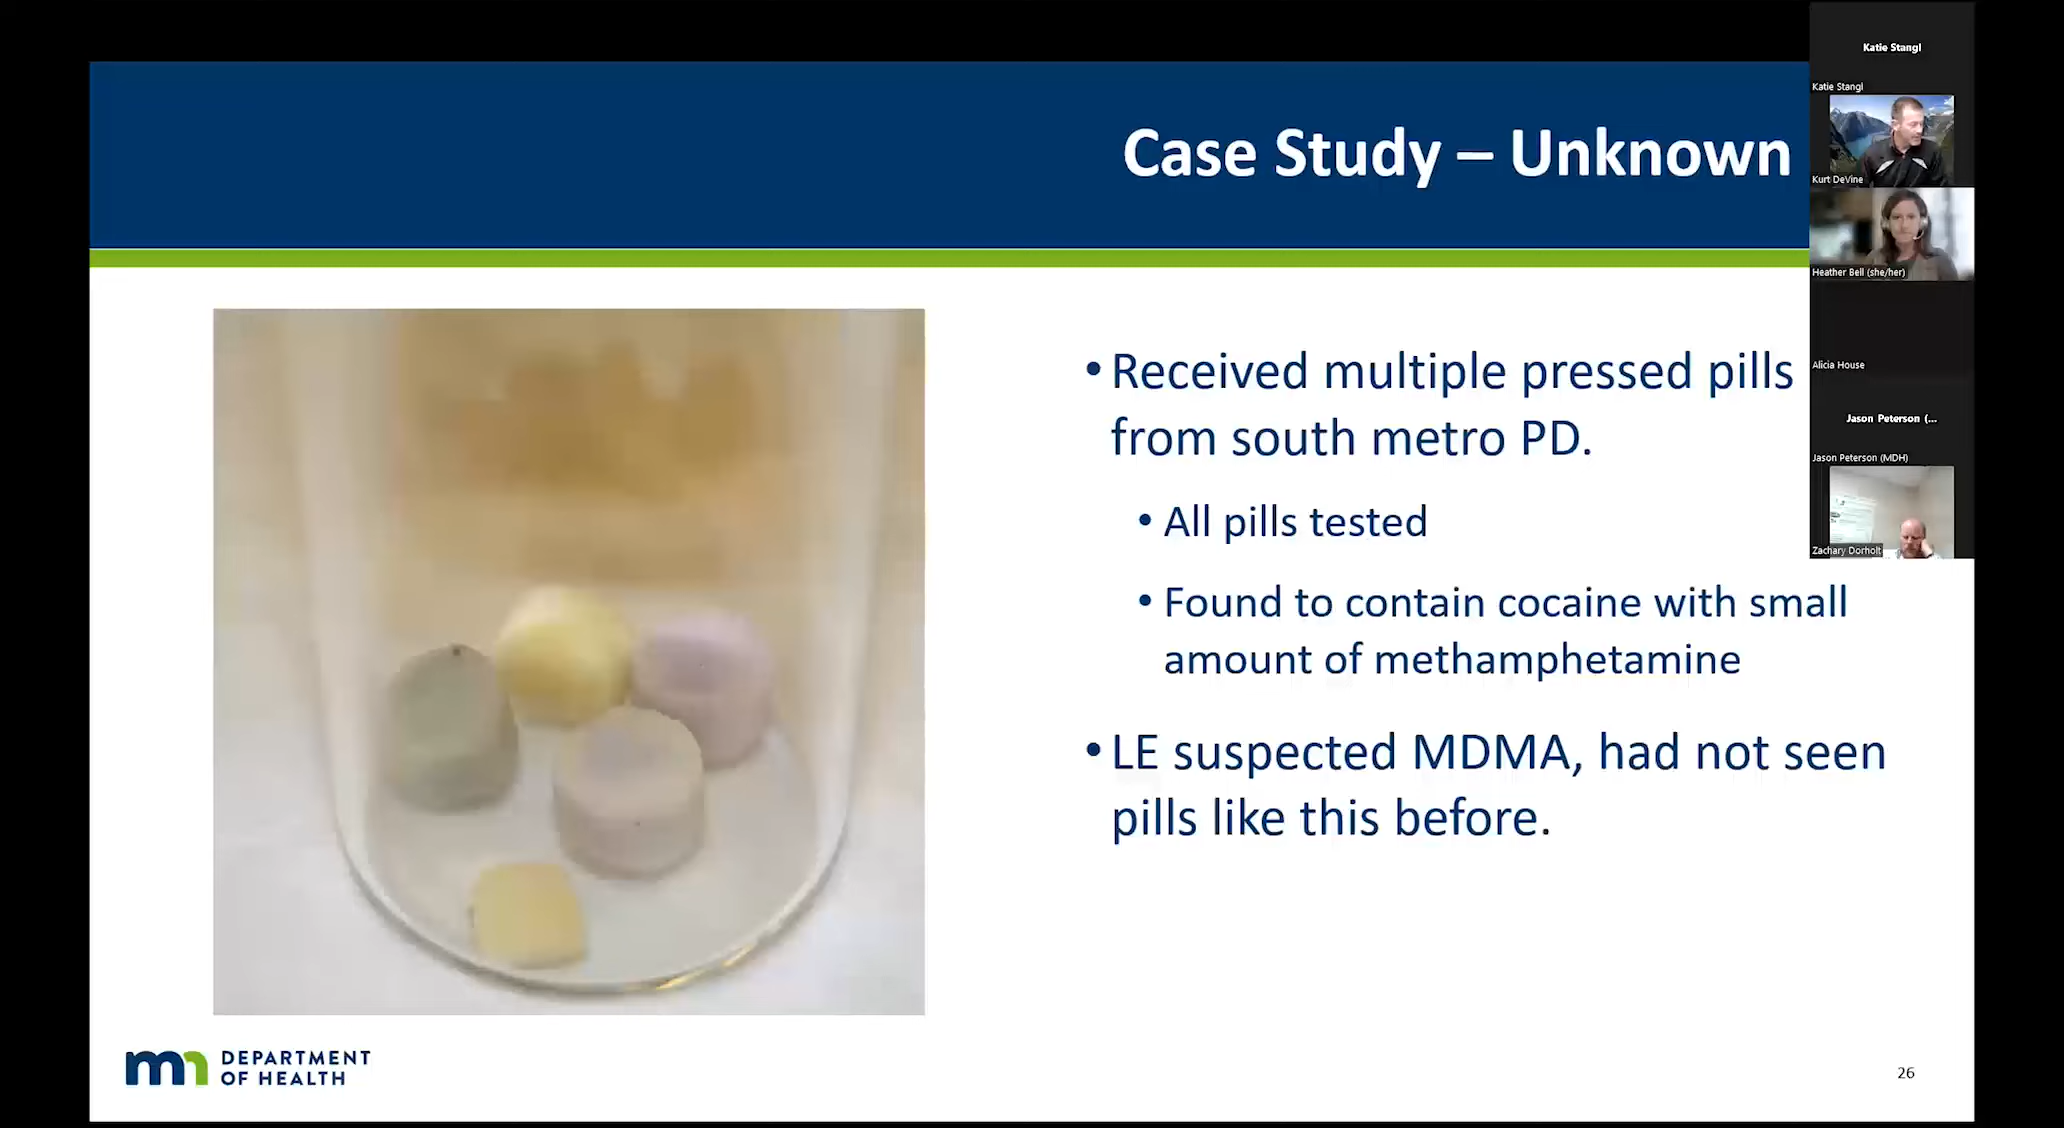 Case Study – Unknown
• Received multiple pressed pills
from south metro PD.
• All pills tested
• Found to contain cocaine with small
amount of methamphetamine
• LE suspected MDMA, had not seen
pills like this before.
mn DEPARTMENT
OF HEALTH
26
Katie Stangl
Katie Stangl
Kurt DeVine
Heather Bell (she/her)
Alicia House
Jason Peterson (...
Jason Peterson (MDH)
Zachary Dorholt